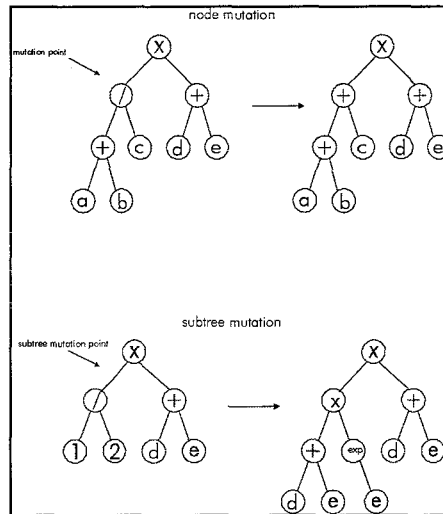 node mutation
mutation point
X X
/ + + +
+ c d e + c d e
a b a b
subtree mutation
subtree mutation point
X X
/ + x +
1 2 d e + exp d e
d e e